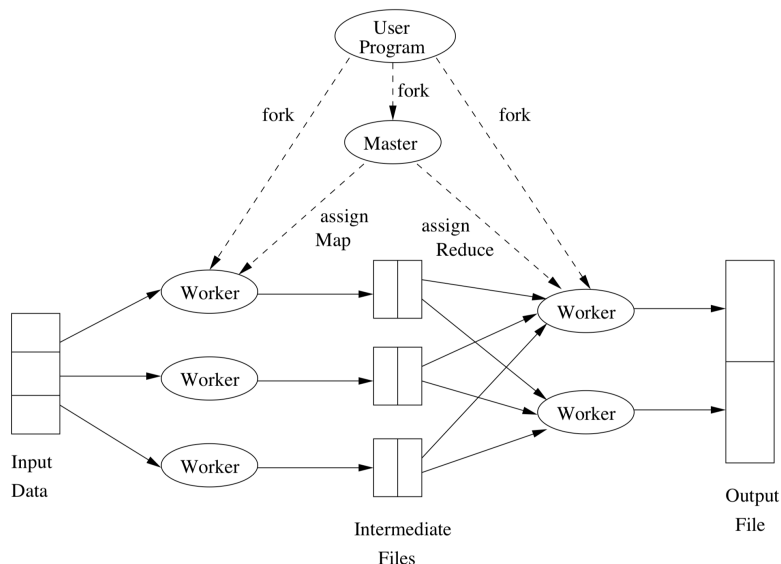 User
Program
fork
fork
fork
Master
assign
Map
assign
Reduce
Worker
Worker
Worker
Worker
Worker
Input
Data
Intermediate
Files
Output
File